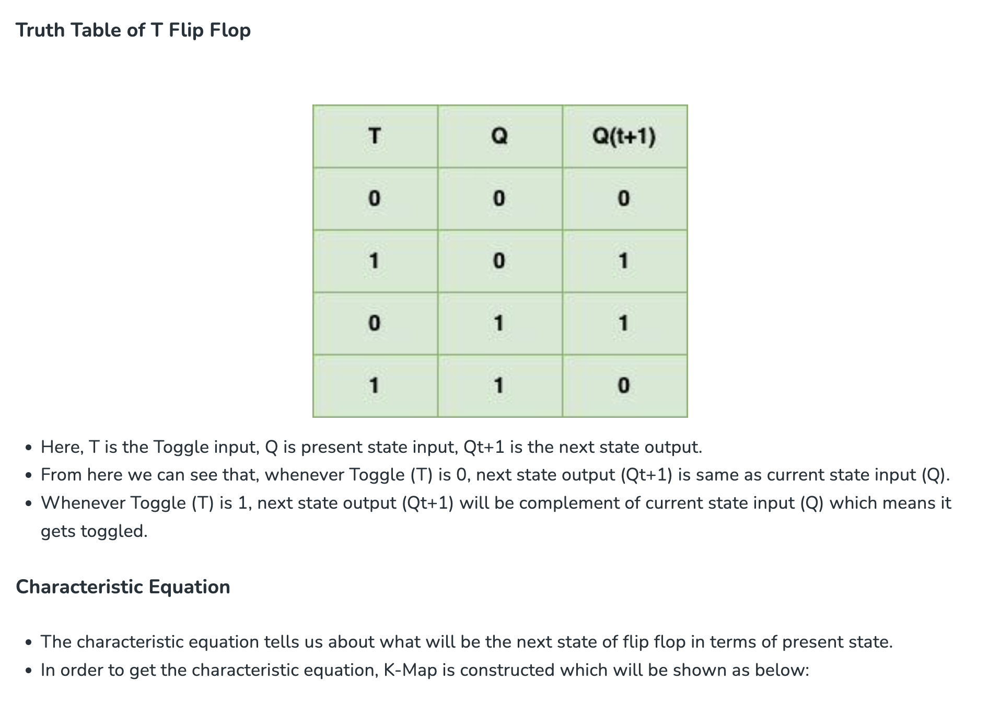 Truth Table of T Flip Flop
T Q Q(t+1)
0 0 0
1 0 1
0 1 1
1 1 0
• Here, T is the Toggle input, Q is present state input, Qt+1 is the next state output.
• From here we can see that, whenever Toggle (T) is 0, next state output (Qt+1) is same as current state input (Q).
• Whenever Toggle (T) is 1, next state output (Qt+1) will be complement of current state input (Q) which means it
gets toggled.
Characteristic Equation
• The characteristic equation tells us about what will be the next state of flip flop in terms of present state.
• In order to get the characteristic equation, K-Map is constructed which will be shown as below: